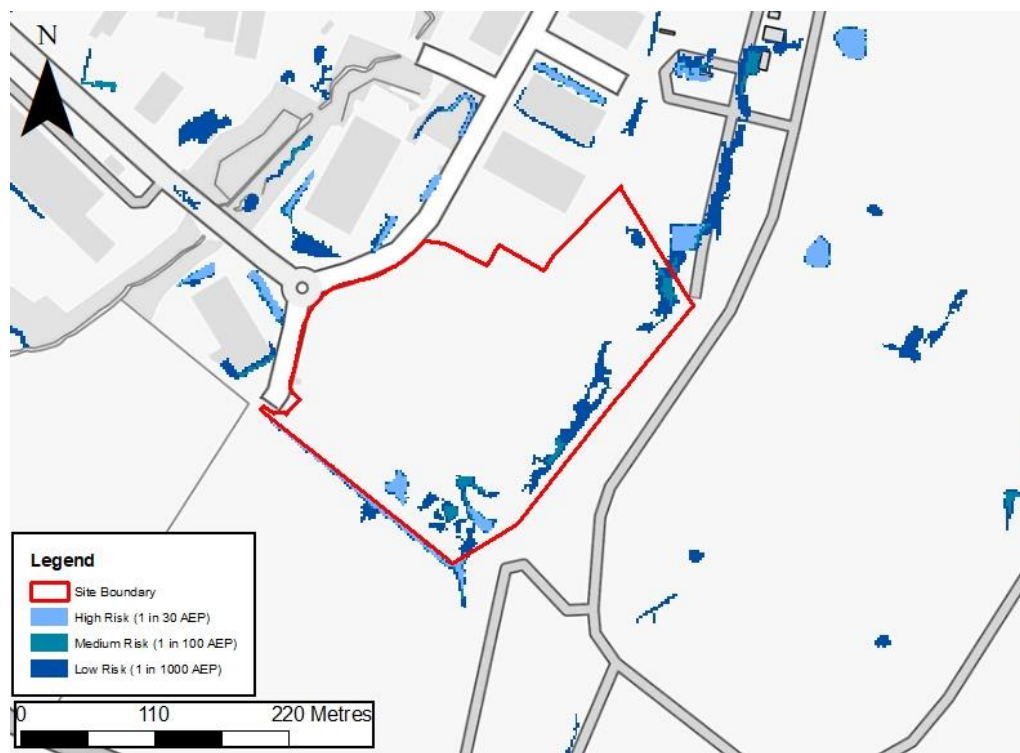 N
Legend
Site Boundary
High Risk (1 in 30 AEP)
Medium Risk (1 in 100 AEP)
Low Risk (1 in 1000 AEP)
0 110 220 Metres